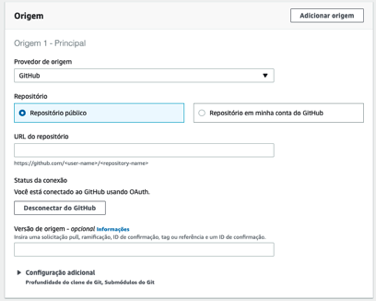 Origem
Adicionar origem
Origem 1 - Principal
Provedor de origem
GitHub
Repositório
Repositório público
Repositório em minha conta do GitHub
URL do repositório
https://github.com/<user-name>/<repository-name>
Status da conexão
Você está conectado ao GitHub usando OAuth.
Desconectar do GitHub
Versão de origem - opcional Informações
Insira uma solicitação pull, ramificação, ID de confirmação, tag ou referência e um ID de confirmação.
Configuração adicional
Profundidade do clone de Git, Submódulos do Git